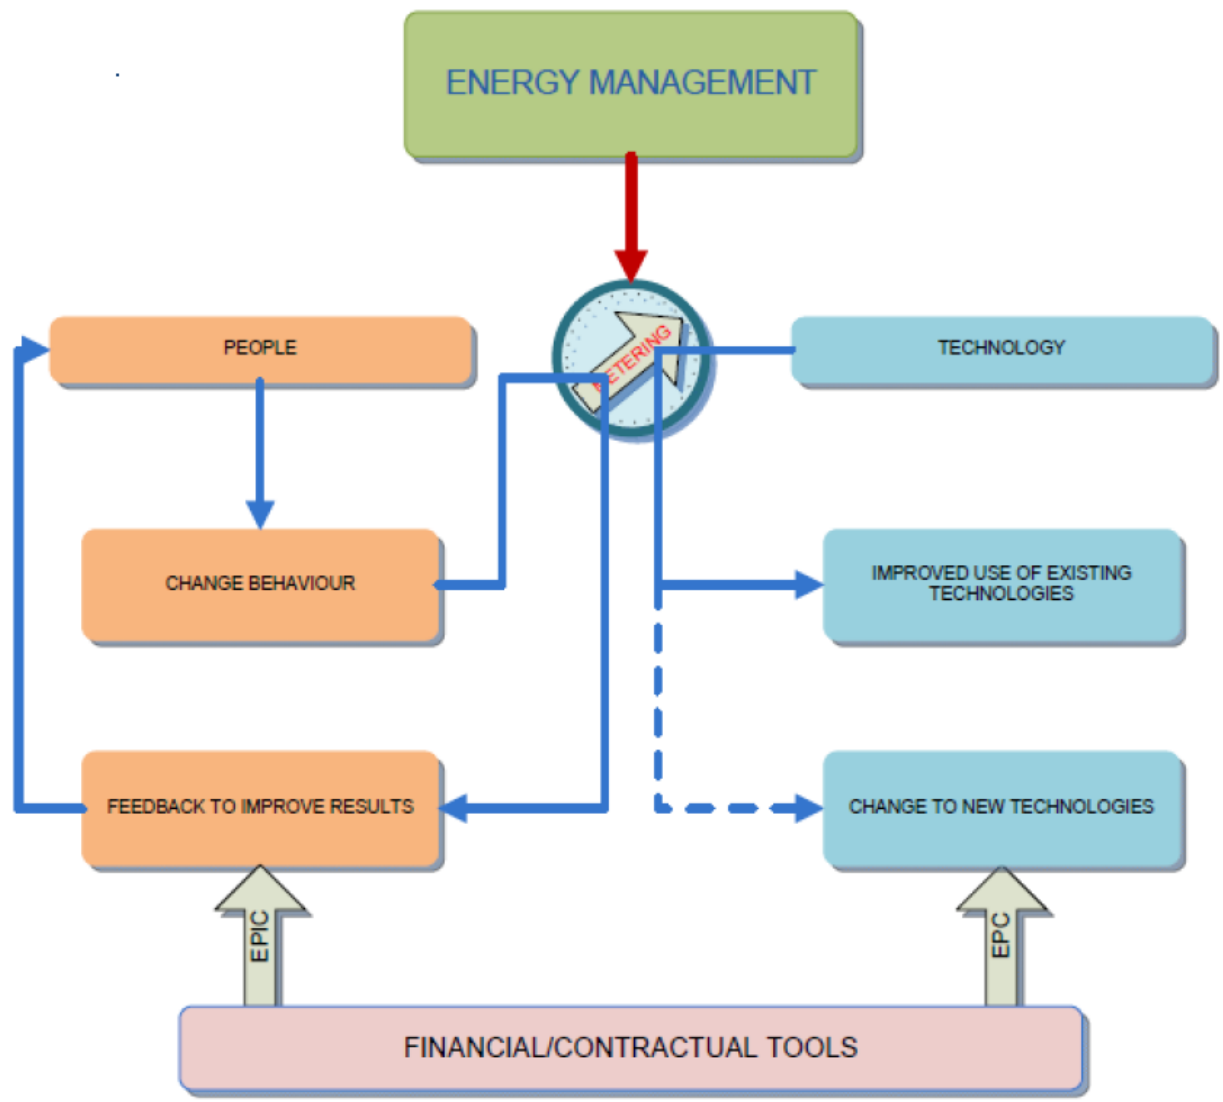 ENERGY MANAGEMENT
PEOPLE
METERING
TECHNOLOGY
CHANGE BEHAVIOUR
IMPROVED USE OF EXISTING
TECHNOLOGIES
FEEDBACK TO IMPROVE RESULTS
CHANGE TO NEW TECHNOLOGIES
EPIC
EPC
FINANCIAL/CONTRACTUAL TOOLS